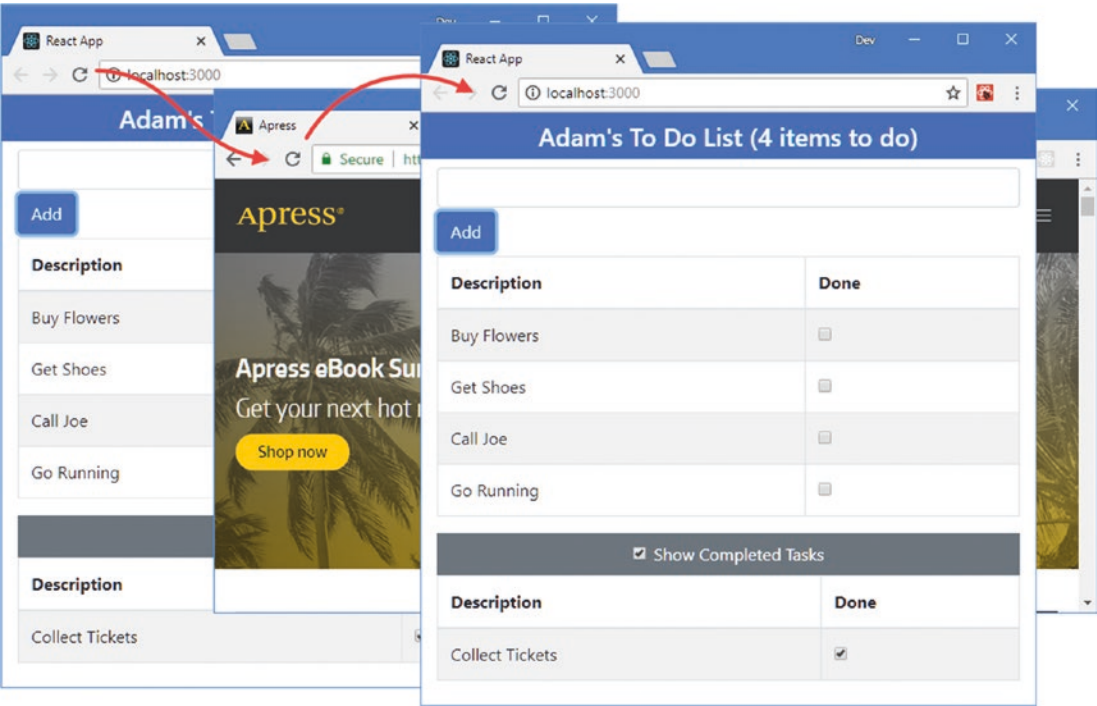 React App
localhost:3000
Adam's
Add
Description
Buy Flowers
Get Shoes
Call Joe
Go Running
Description
Collect Tickets
Apress
Secure
Apress®
Apress eBook
Get your next hot
Shop now
Dev
React App
localhost:3000
Adam's To Do List (4 items to do)
Add
Description Done
Buy Flowers
Get Shoes
Call Joe
Go Running
Show Completed Tasks
Description Done
Collect Tickets